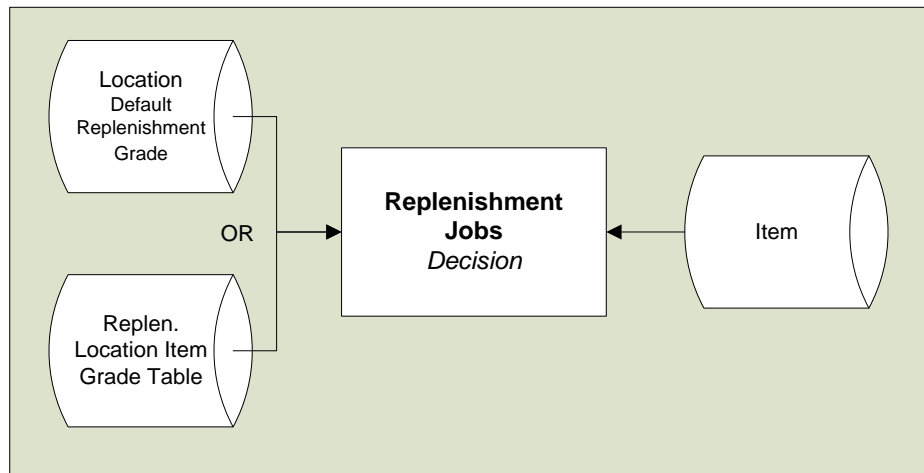 Location
Default
Replenishment
Grade
OR
Replen.
Location Item
Grade Table
Replenishment
Jobs
Decision
Item